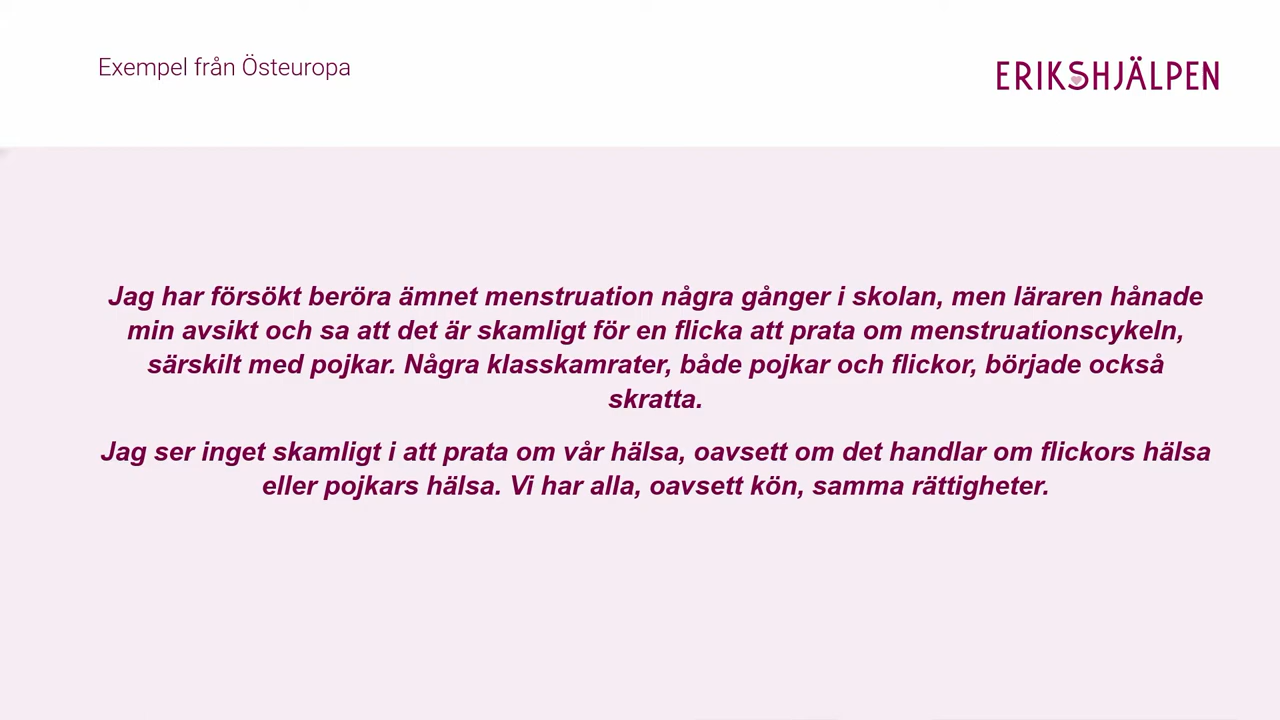 Exempel från Östeuropa
ERIKSHJÄLPEN
Jag har försökt beröra ämnet menstruation några gånger i skolan, men läraren hånade
min avsikt och sa att det är skamligt för en flicka att prata om menstruationscykeln,
särskilt med pojkar. Några klasskamrater, både pojkar och flickor, började också
skratta.
Jag ser inget skamligt i att prata om vår hälsa, oavsett om det handlar om flickors hälsa
eller pojkars hälsa. Vi har alla, oavsett kön, samma rättigheter.